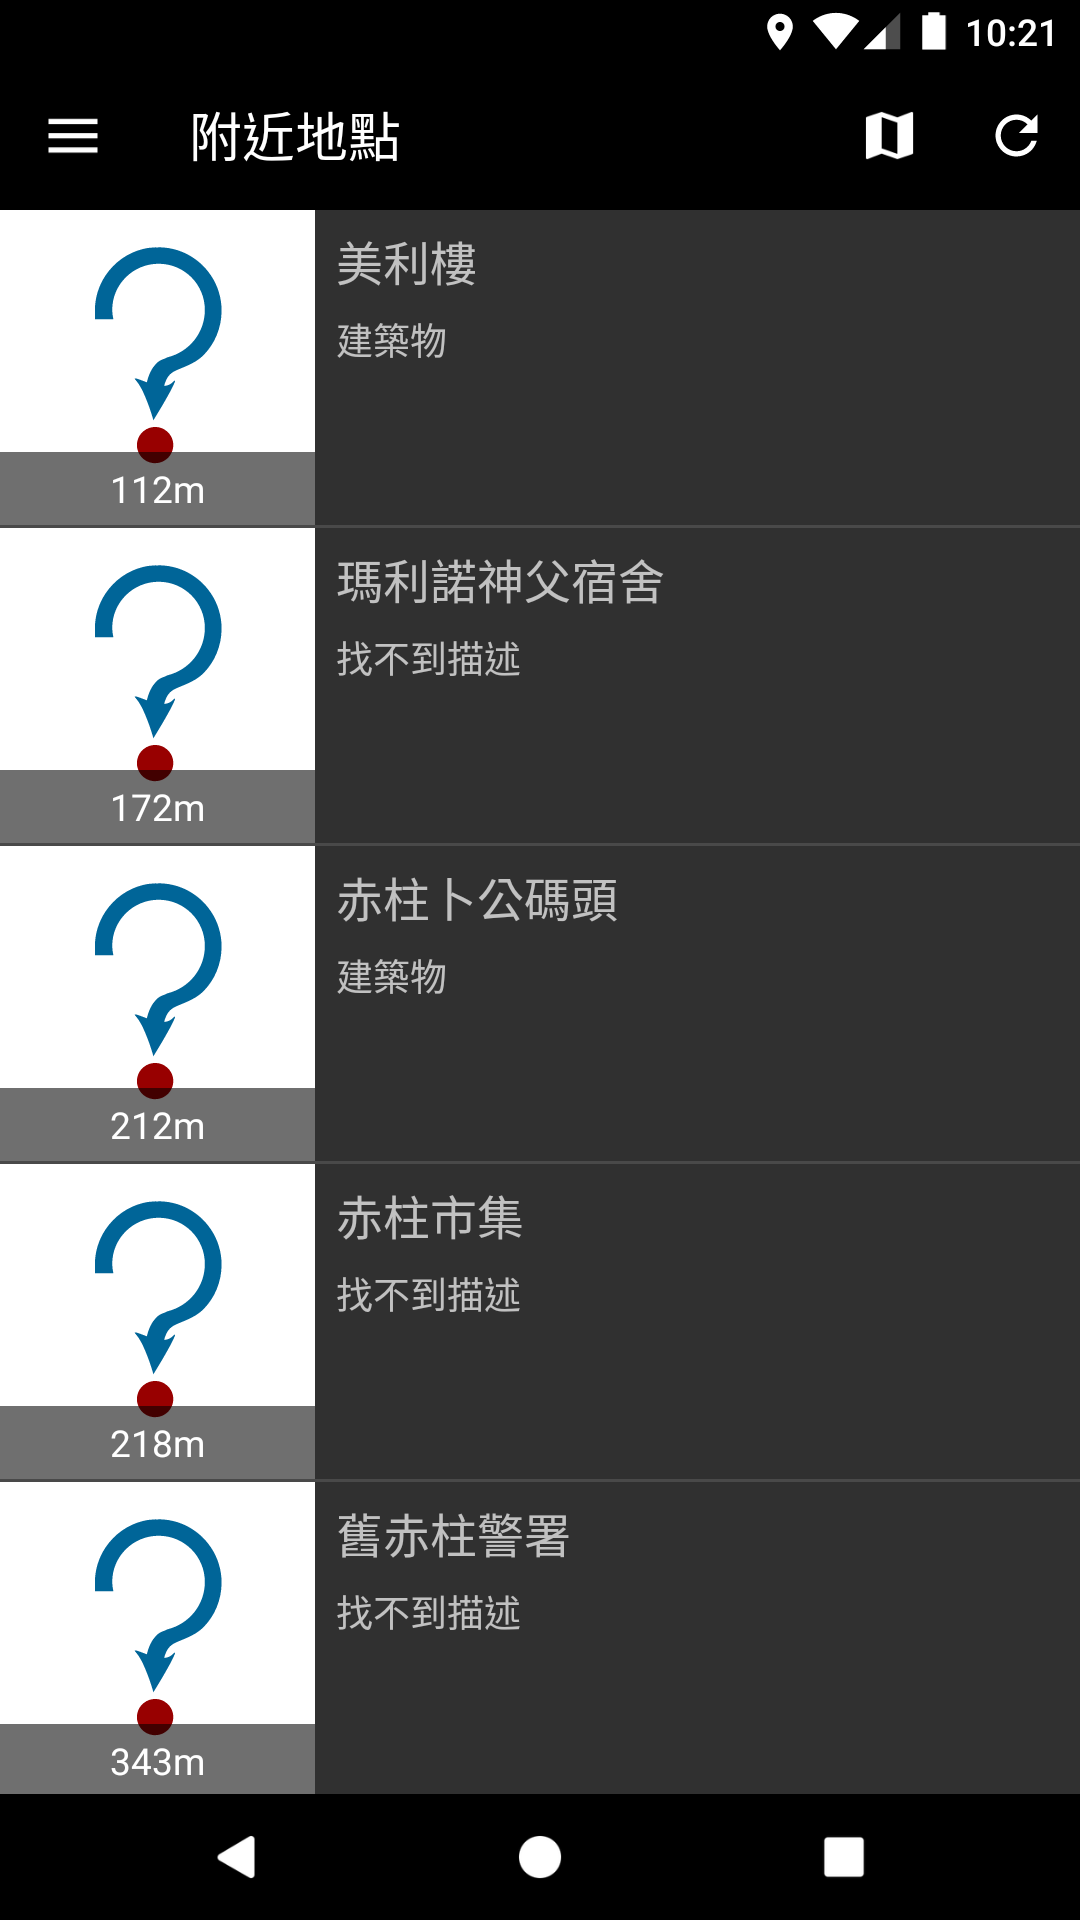 10:21
附近地點
美利樓
建築物
112m
瑪利諾神父宿舍
找不到描述
172m
赤柱卜公碼頭
建築物
212m
赤柱市集
找不到描述
218m
舊赤柱警署
找不到描述
343m